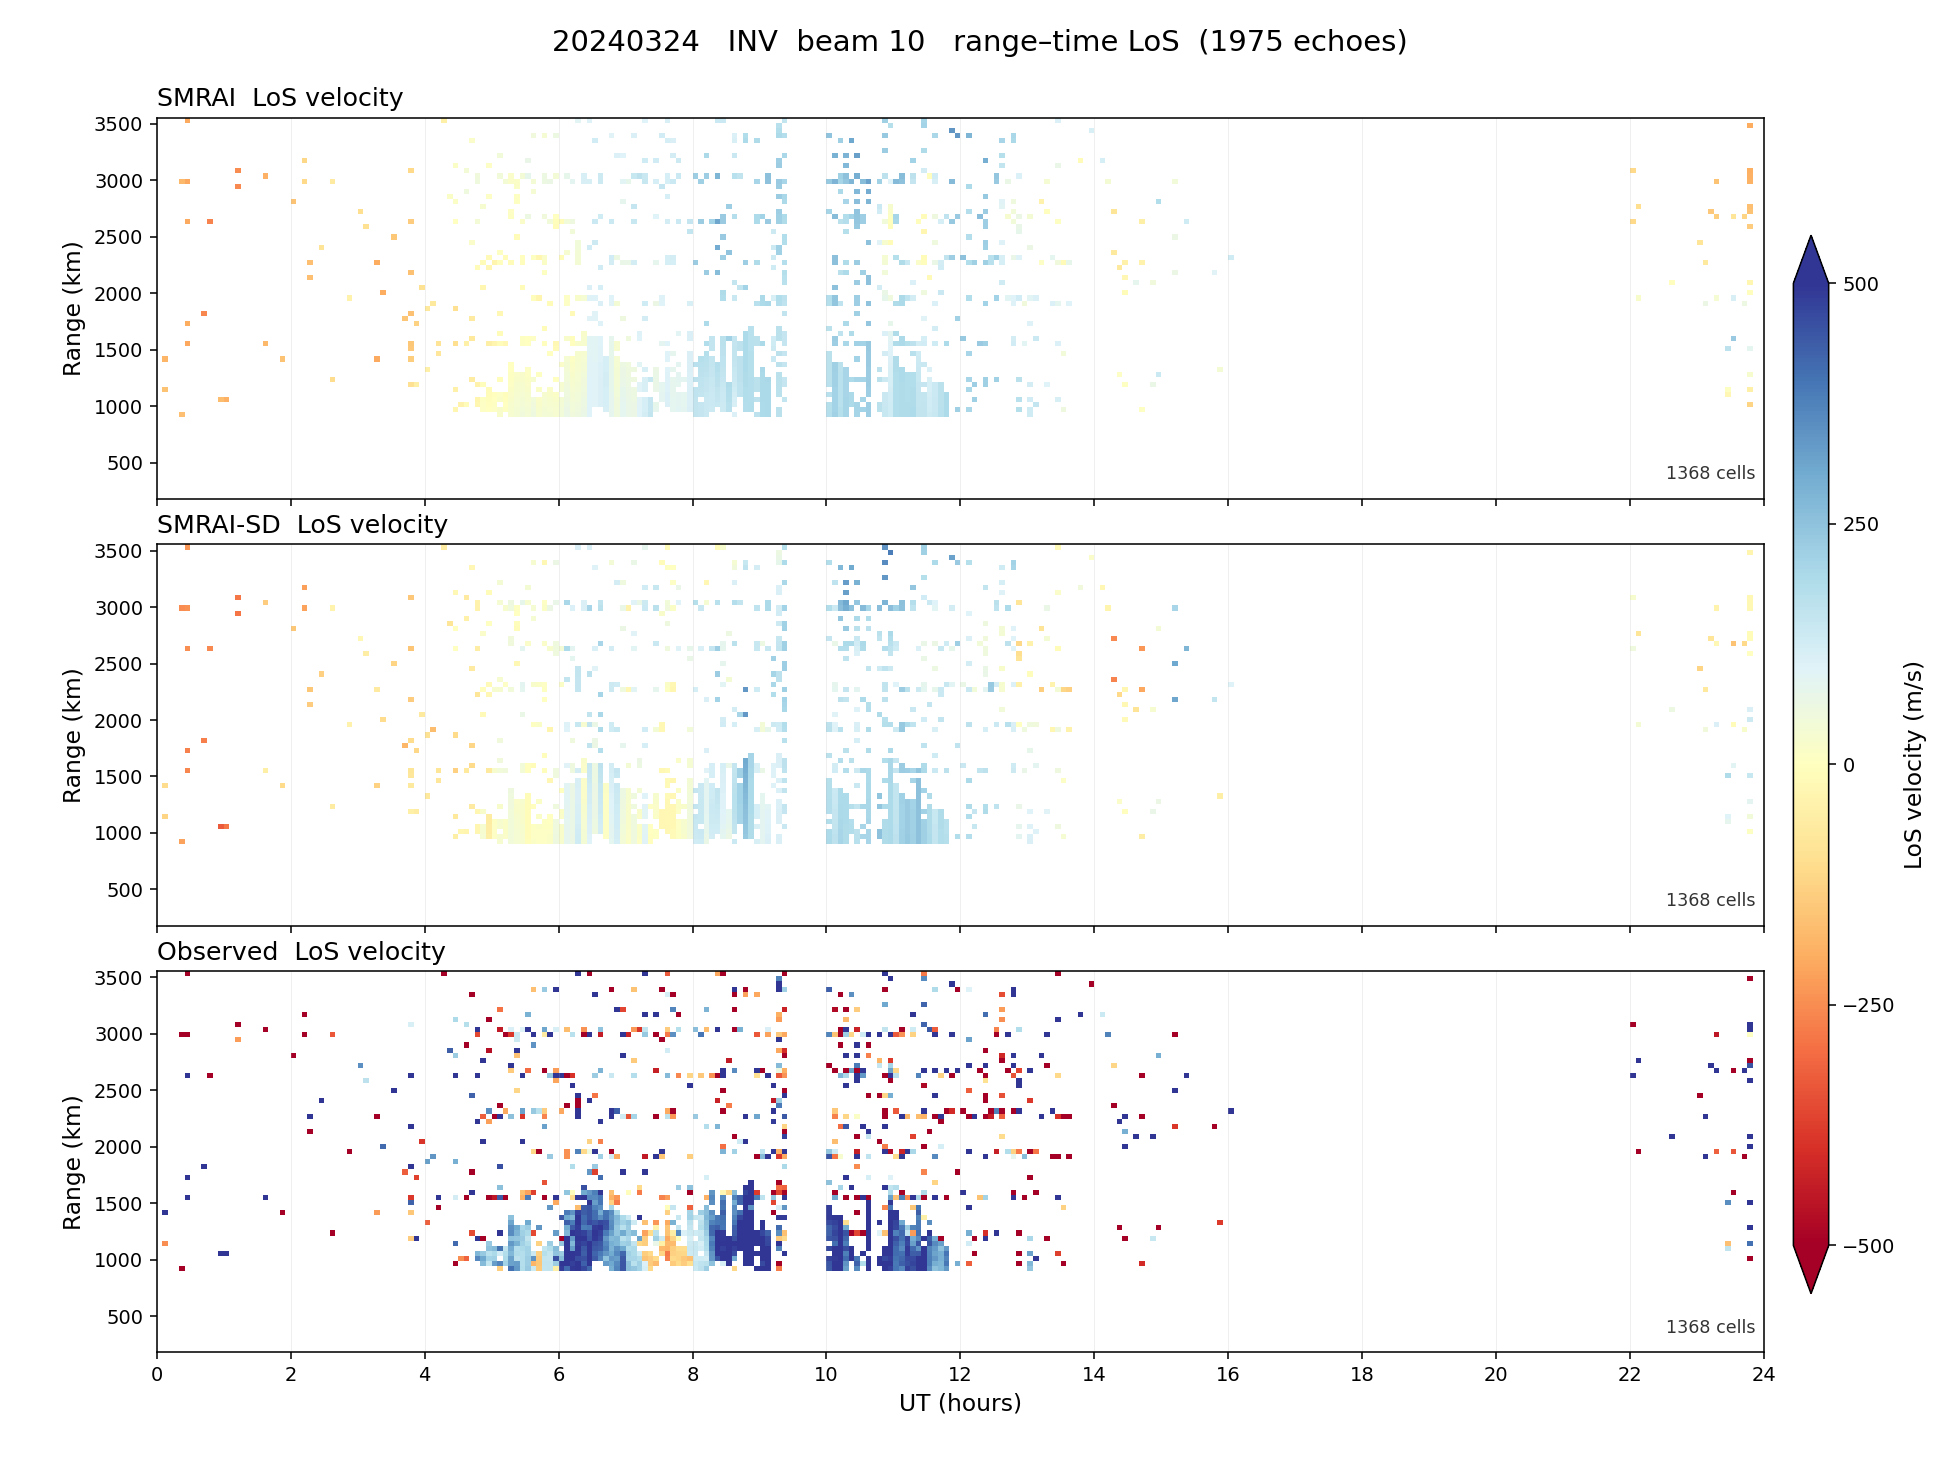 20240324   INV  beam 10   range–time LoS  (1975 echoes)
SMRAI  LoS velocity
3500
3000
2500
2000
1500
1000
500
Range (km)
1368 cells
SMRAI-SD  LoS velocity
3500
3000
2500
2000
1500
1000
500
Range (km)
1368 cells
Observed  LoS velocity
3500
3000
2500
2000
1500
1000
500
Range (km)
1368 cells
0 2 4 6 8 10 12 14 16 18 20 22 24
UT (hours)
500
250
0
−250
−500
LoS velocity (m/s)